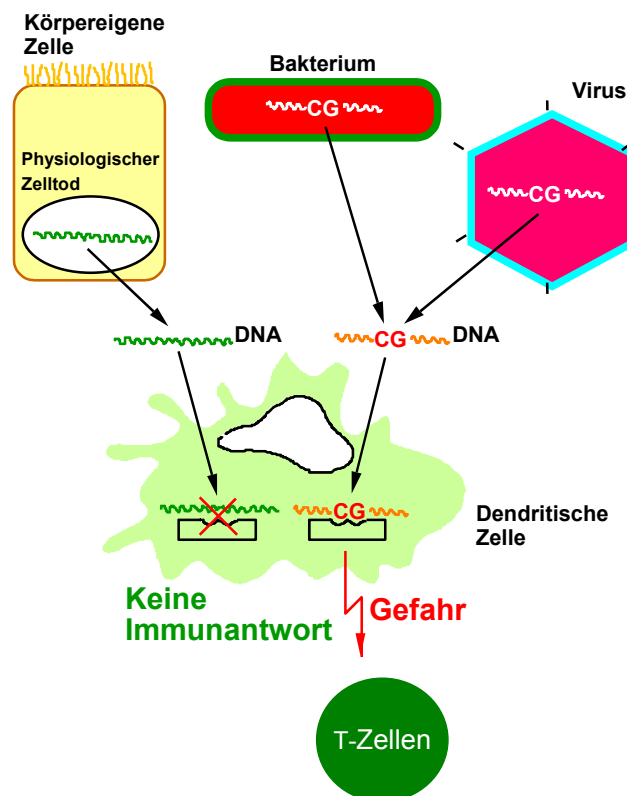 Körpereigene
Zelle
Bakterium
Virus
CG
Physiologischer
Zelltod
CG
DNA
CG
DNA
CG
Dendritische
Zelle
Keine
Immunantwort
Gefahr
T-Zellen